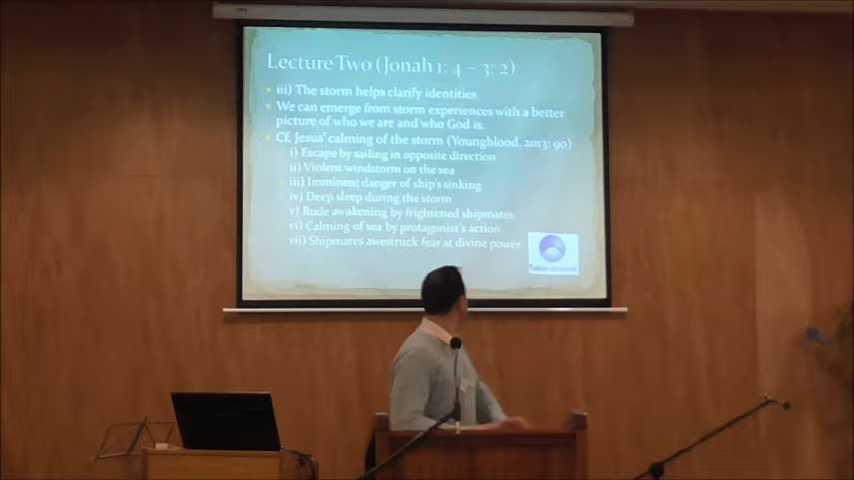 Lecture Two (Jonah 1: 4 – 3: 2)
iii) The storm helps clarify identities
We can emerge from storm experiences with a better
picture of who we are and who God is.
Cf. Jesus' calming of the storm (Youngblood, 2013: 90)
i) Escape by sailing in opposite direction
ii) Violent windstorm on the sea
iii) Imminent danger of ship's sinking
iv) Deep sleep during the storm
v) Rude awakening by frightened shipmates
vi) Calming of sea by protagonist's action
vii) Shipmates awestruck fear at divine power